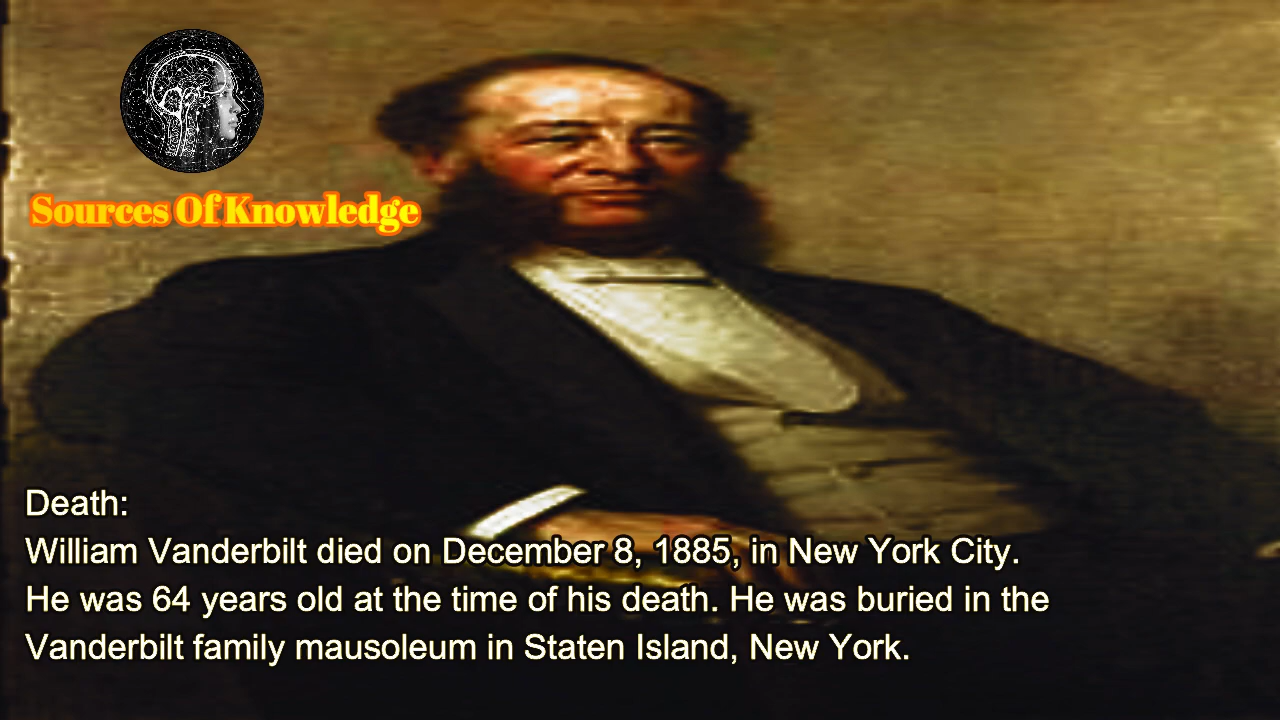 Sources Of Knowledge
Death:
William Vanderbilt died on December 8, 1885, in New York City.
He was 64 years old at the time of his death. He was buried in the
Vanderbilt family mausoleum in Staten Island, New York.